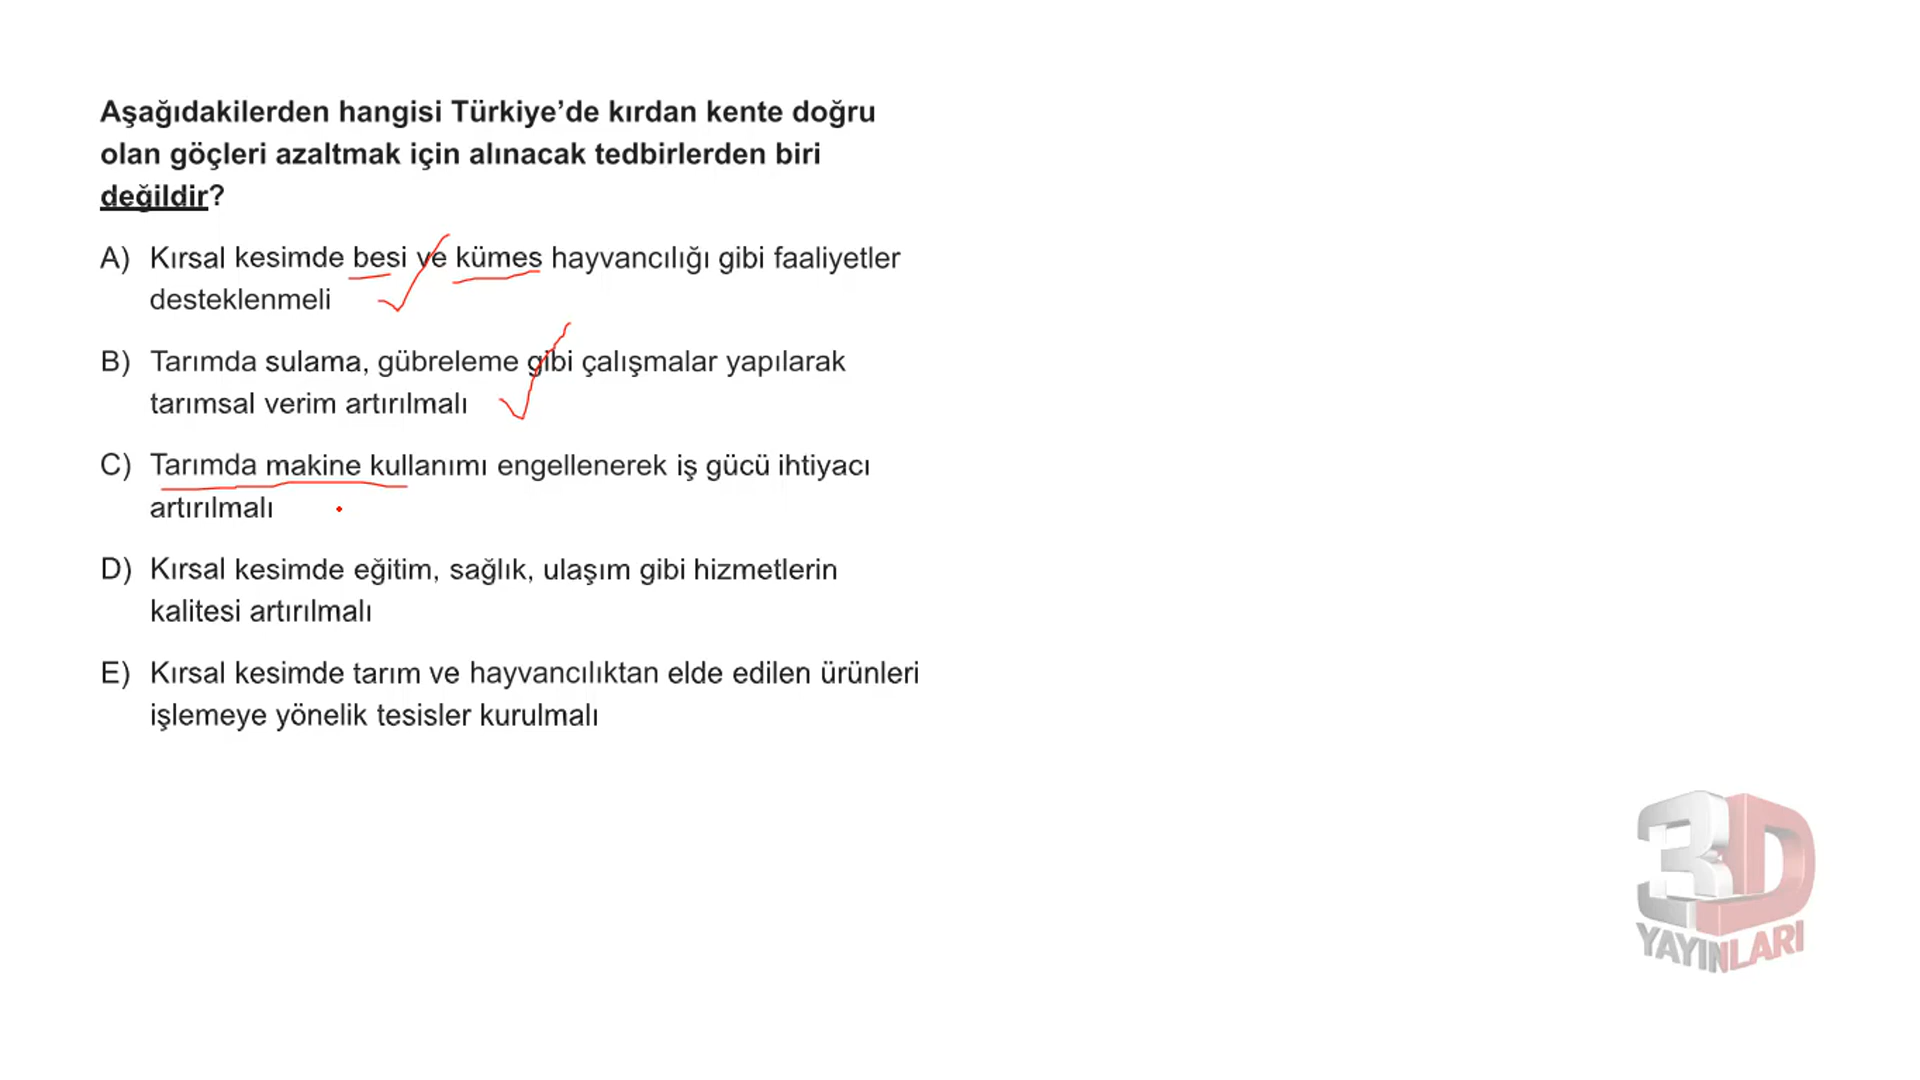 Aşağıdakilerden hangisi Türkiye’de kırdan kente doğru
olan göçleri azaltmak için alınacak tedbirlerden biri
değildir?
A) Kırsal kesimde besi ve kümes hayvancılığı gibi faaliyetler
desteklenmeli
B) Tarımda sulama, gübreleme gibi çalışmalar yapılarak
tarımsal verim artırılmalı
C) Tarımda makine kullanımı engellenerek iş gücü ihtiyacı
artırılmalı
D) Kırsal kesimde eğitim, sağlık, ulaşım gibi hizmetlerin
kalitesi artırılmalı
E) Kırsal kesimde tarım ve hayvancılıktan elde edilen ürünleri
işlemeye yönelik tesisler kurulmalı
3D
YAYINLARI